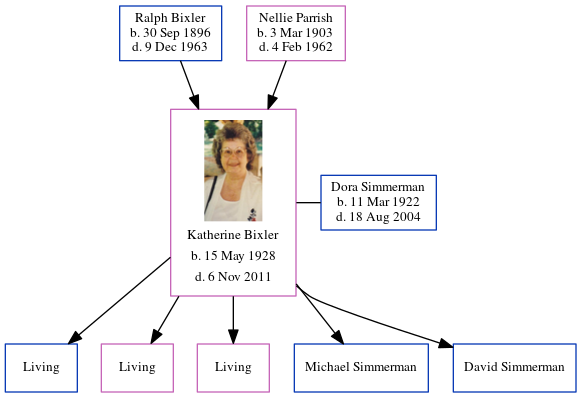 Ralph Bixler
b. 30 Sep 1896
d. 9 Dec 1963
Nellie Parrish
b. 3 Mar 1903
d. 4 Feb 1962
Katherine Bixler
b. 15 May 1928
d. 6 Nov 2011
Dora Simmerman
b. 11 Mar 1922
d. 18 Aug 2004
Living
Living
Living
Michael Simmerman
David Simmerman